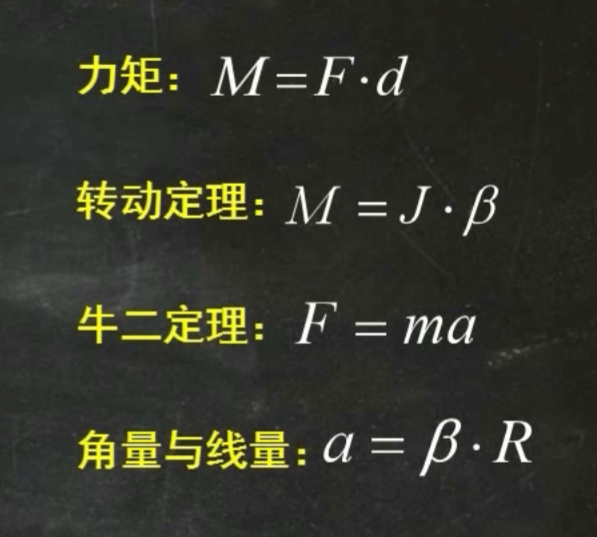 力矩：M=F·d
转动定理：M = J·β
牛二定理：F = ma
角量与线量：a = β·R